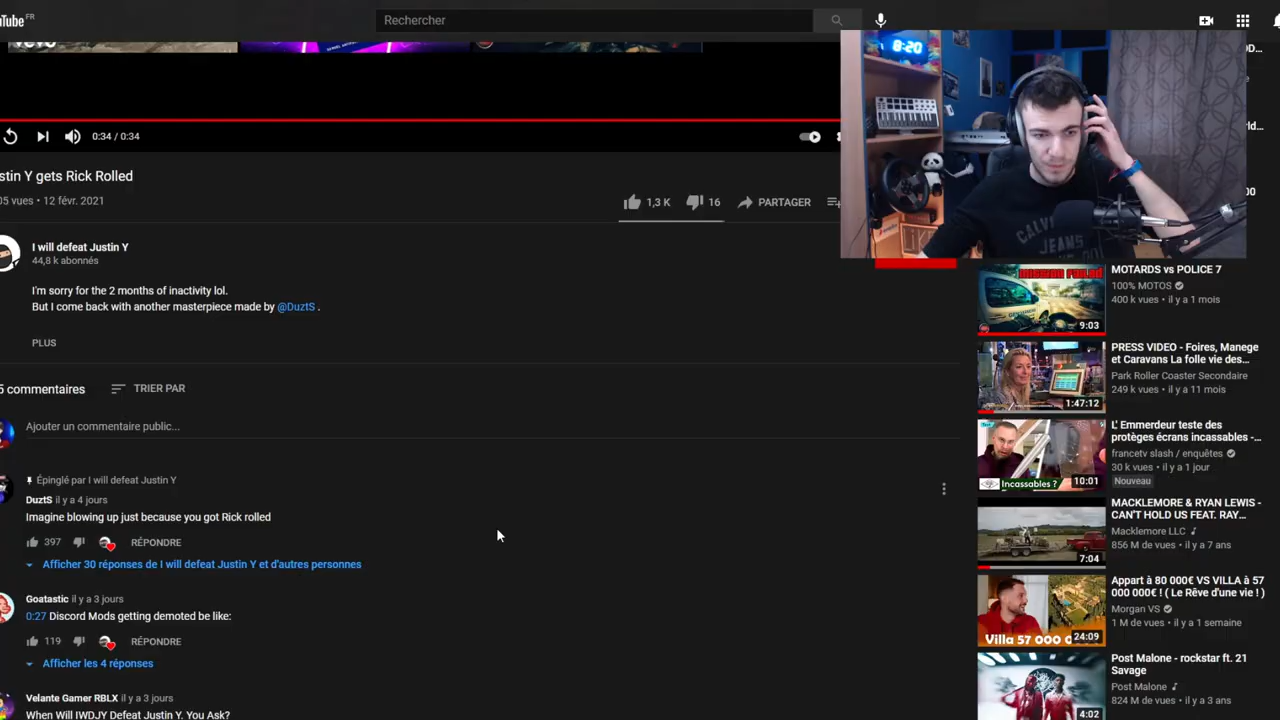 uTube FR
Rechercher
8:20
0:34 / 0:34
stin Y gets Rick Rolled
05 vues • 12 févr. 2021
1,3 K
16
PARTAGER
I will defeat Justin Y
44,8 k abonnés
I'm sorry for the 2 months of inactivity lol.
But I come back with another masterpiece made by @DuztS .
PLUS
5 commentaires
TRIER PAR
Ajouter un commentaire public...
Épinglé par I will defeat Justin Y
DuztS il y a 4 jours
Imagine blowing up just because you got Rick rolled
397
RÉPONDRE
Afficher 30 réponses de I will defeat Justin Y et d'autres personnes
Goatastic il y a 3 jours
0:27 Discord Mods getting demoted be like:
119
RÉPONDRE
Afficher les 4 réponses
Velante Gamer RBLX il y a 3 jours
When Will IWDJY Defeat Justin Y. You Ask?
CALVIN
JEANS
MISSION FAILED
9:03
MOTARDS vs POLICE 7
100% MOTOS
400 k vues • il y a 1 mois
1:47:12
PRESS VIDEO - Foires, Manege
et Caravans La folle vie des...
Park Roller Coaster Secondaire
249 k vues • il y a 11 mois
Incassables ?
10:01
L' Emmerdeur teste des
protèges écrans incassables -...
francetv slash / enquêtes
30 k vues • il y a 1 jour
Nouveau
7:04
MACKLEMORE & RYAN LEWIS -
CAN'T HOLD US FEAT. RAY...
Macklemore LLC
856 M de vues • il y a 7 ans
Villa 57 000 0
24:09
Appart à 80 000€ VS VILLA à 57
000 000€ ! ( Le Rêve d'une vie ! )
Morgan VS
1 M de vues • il y a 1 semaine
4:02
Post Malone - rockstar ft. 21
Savage
Post Malone
824 M de vues • il y a 3 ans